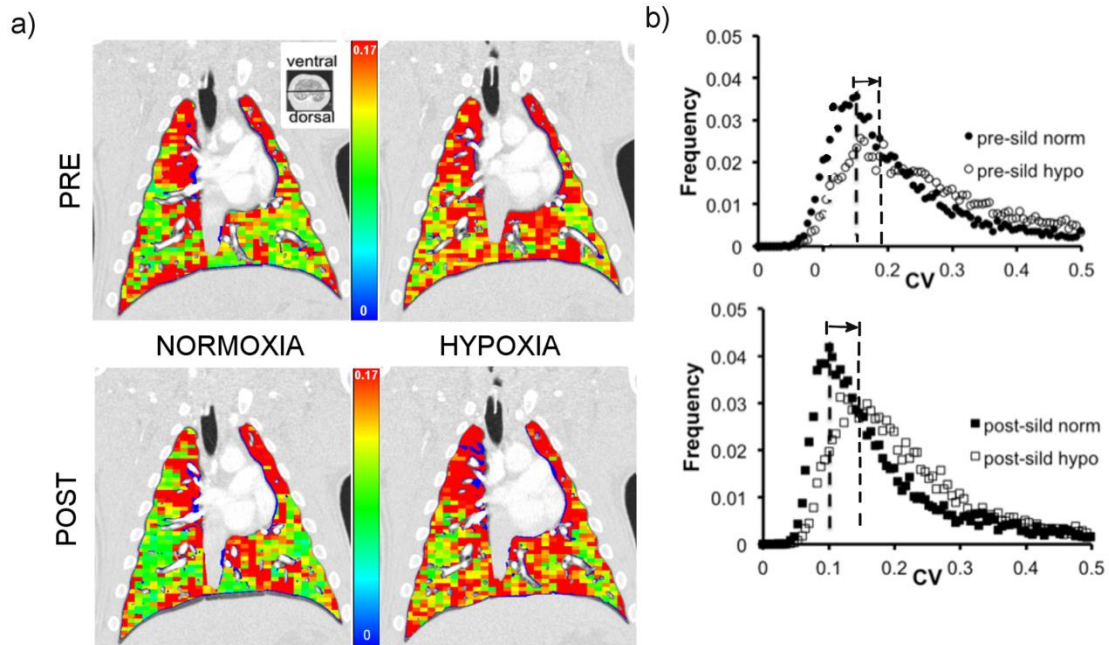 a)
b)
PRE
ventral
dorsal
0.17
0
NORMOXIA
HYPOXIA
POST
0.17
0
Frequency
0.05
0.04
0.03
0.02
0.01
0
pre-sild norm
pre-sild hypo
0 0 0.2 0.3 0.4 0.5
CV
Frequency
0.05
0.04
0.03
0.02
0.01
0
post-sild norm
post-sild hypo
0 0.1 0.2 0.3 0.4 0.5
CV